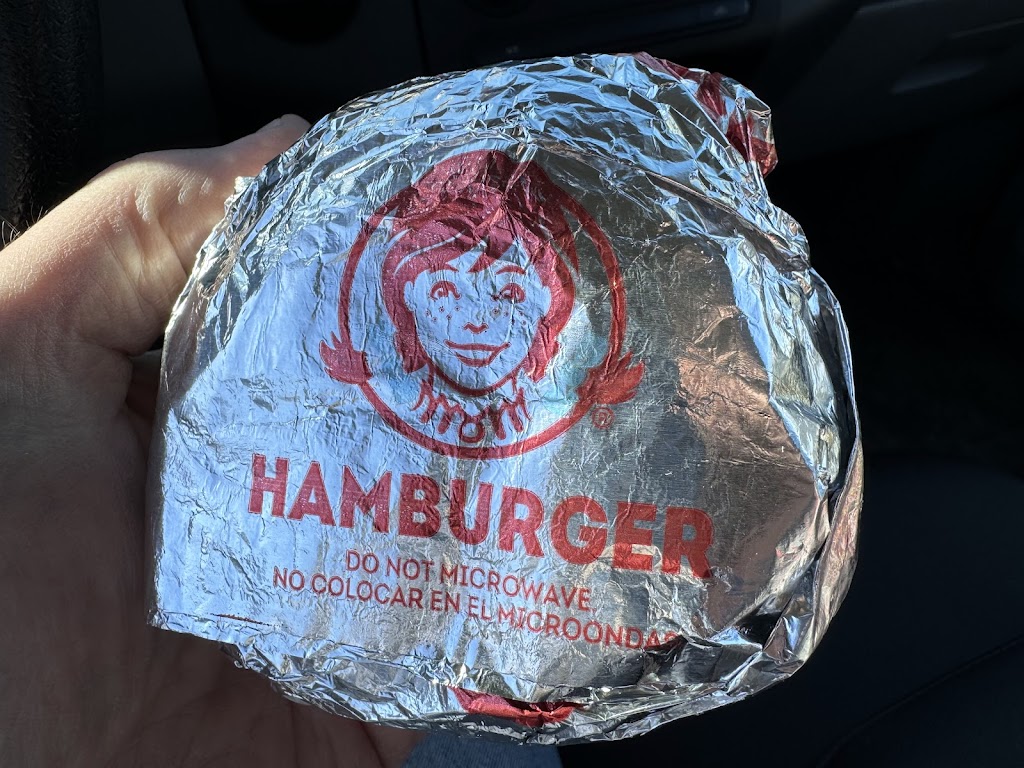 HAMBURGER
DO NOT MICROWAVE.
NO COLOCAR EN EL MICROONDAS